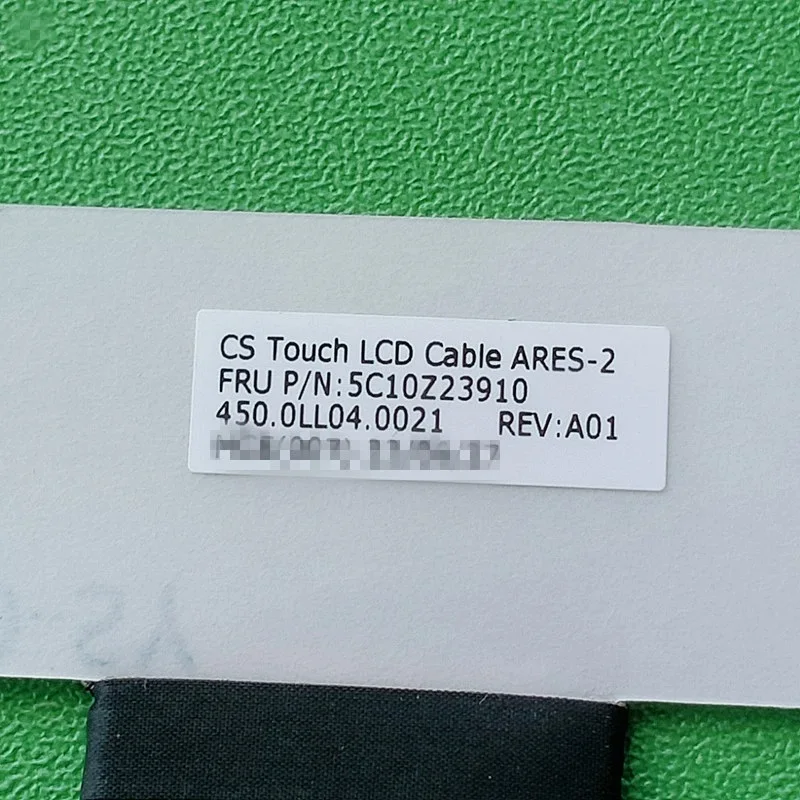 CS Touch LCD Cable ARES-2
FRU P/N:5C10Z23910
450.0LL04.0021 REV:A01